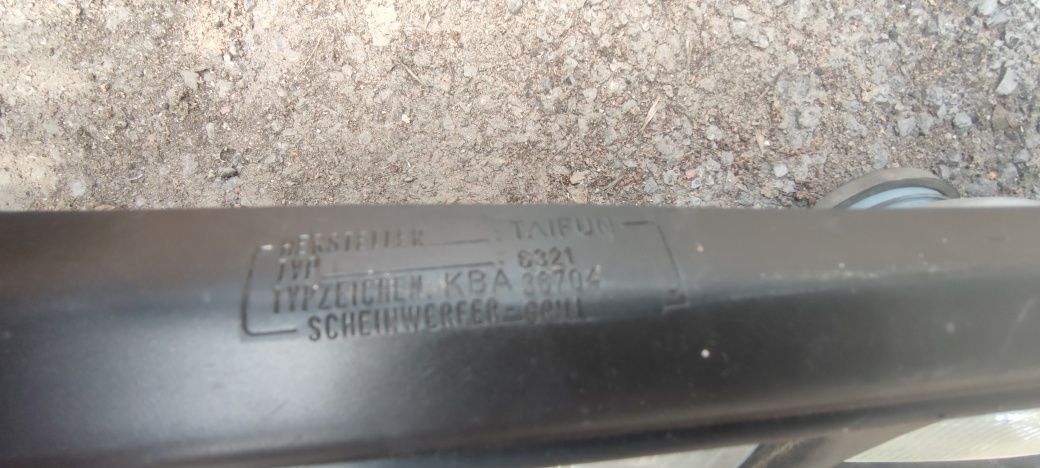 HERSTELLER : TAIFUN
TYP : 6321
TYPZEICHEN: KBA 36704
SCHEINWERFER-GRILL